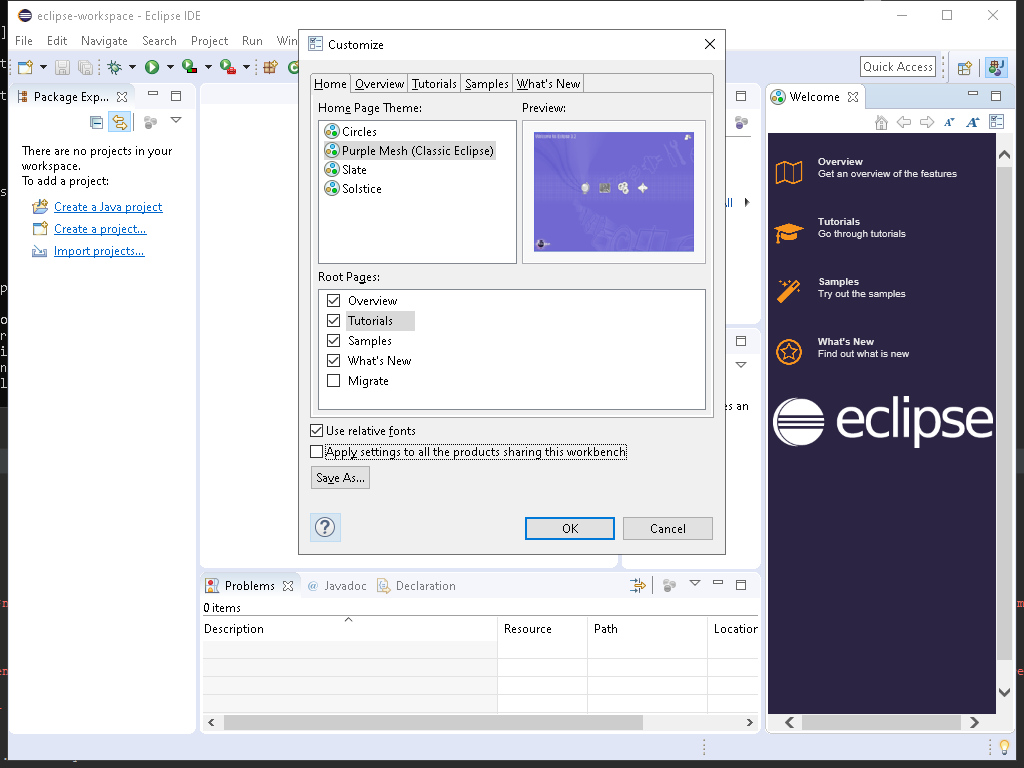 eclipse-workspace - Eclipse IDE
File Edit Navigate Search Project Run Win
Quick Access
Package Exp...
There are no projects in your
workspace.
To add a project:
Create a Java project
Create a project...
Import projects...
Customize
Home Overview Tutorials Samples What's New
Home Page Theme:
Circles
Purple Mesh (Classic Eclipse)
Slate
Solstice
Preview:
Root Pages:
Overview
Tutorials
Samples
What's New
Migrate
Use relative fonts
Apply settings to all the products sharing this workbench
Save As...
OK Cancel
Welcome
Overview
Get an overview of the features
Tutorials
Go through tutorials
Samples
Try out the samples
What's New
Find out what is new
eclipse
es an
Problems @ Javadoc Declaration
0 items
Description Resource Path Location